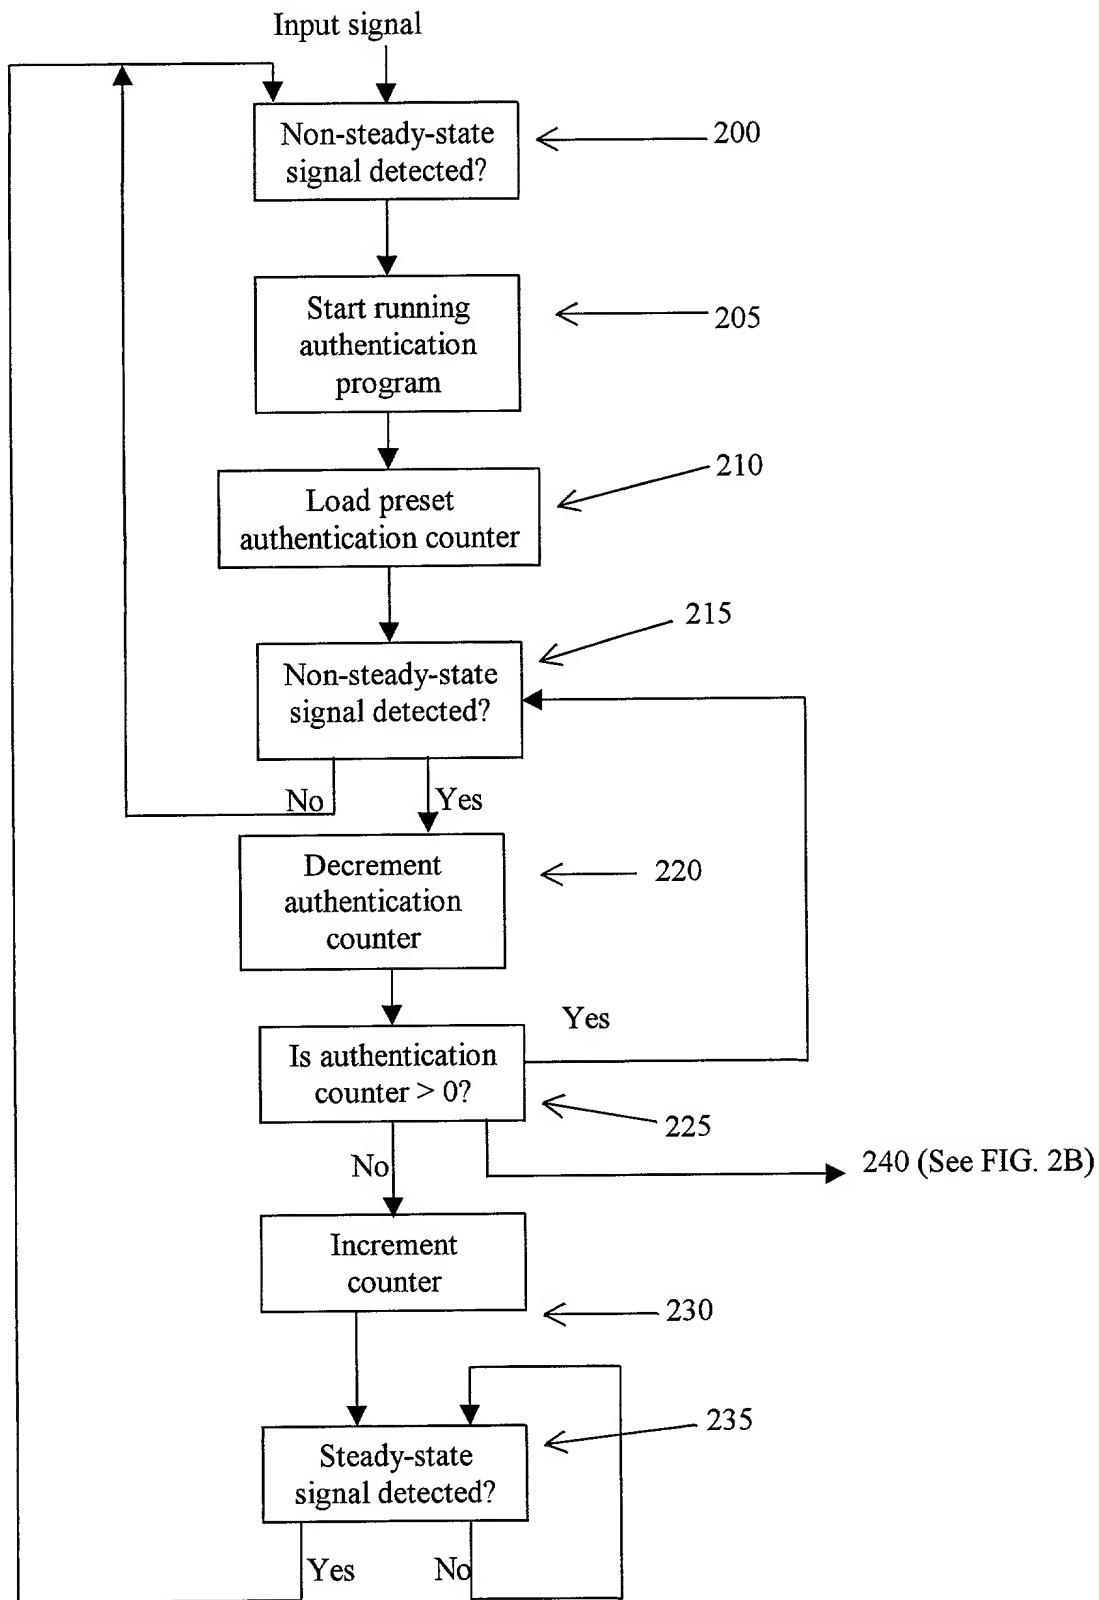 Input signal
Non-steady-state
signal detected?
200
Start running
authentication
program
205
Load preset
authentication counter
210
Non-steady-state
signal detected?
215
No
Yes
Decrement
authentication
counter
220
Is authentication
counter > 0?
Yes
225
No
240 (See FIG. 2B)
Increment
counter
230
Steady-state
signal detected?
235
Yes
No